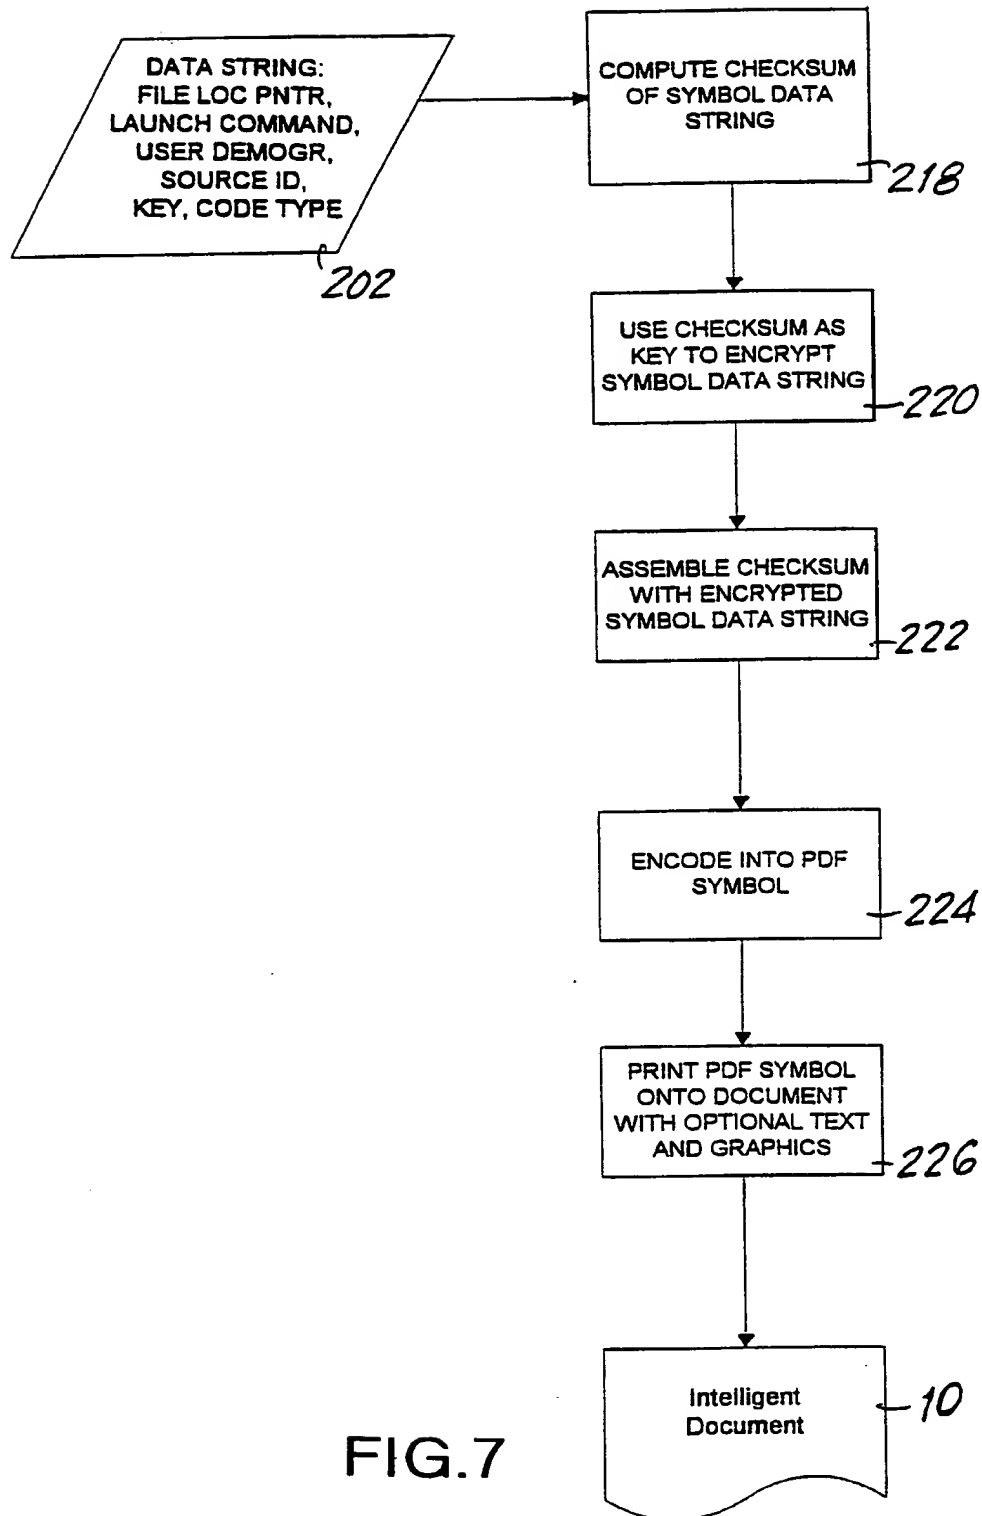 DATA STRING:
FILE LOC PNTR,
LAUNCH COMMAND,
USER DEMOGR,
SOURCE ID,
KEY, CODE TYPE
202
COMPUTE CHECKSUM
OF SYMBOL DATA
STRING
218
USE CHECKSUM AS
KEY TO ENCRYPT
SYMBOL DATA STRING
220
ASSEMBLE CHECKSUM
WITH ENCRYPTED
SYMBOL DATA STRING
222
ENCODE INTO PDF
SYMBOL
224
PRINT PDF SYMBOL
ONTO DOCUMENT
WITH OPTIONAL TEXT
AND GRAPHICS
226
Intelligent
Document
10
FIG.7